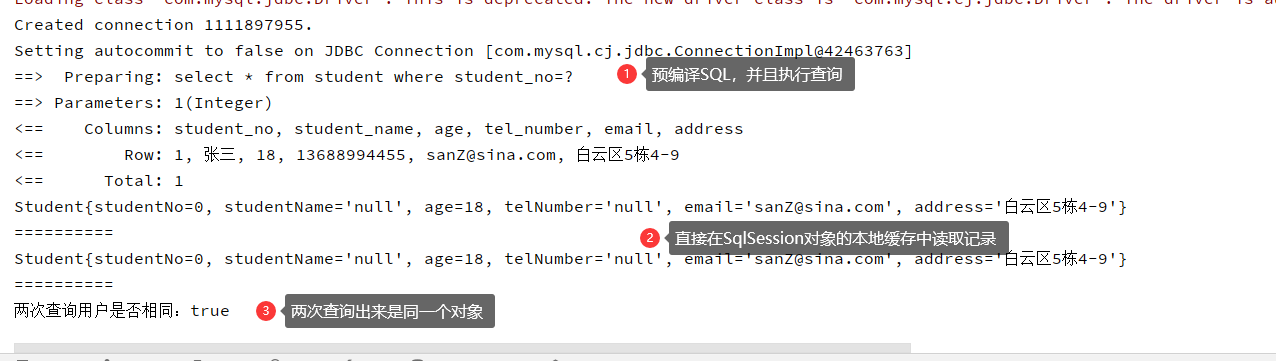 Loading class `com.mysql.jdbc.Driver'. This is deprecated. The new driver class is `com.mysql.cj.jdbc.Driver'. The driver is a
Created connection 1111897955.
Setting autocommit to false on JDBC Connection [com.mysql.cj.jdbc.ConnectionImpl@42463763]
==>  Preparing: select * from student where student_no=?
1 预编译SQL，并且执行查询
==> Parameters: 1(Integer)
<==    Columns: student_no, student_name, age, tel_number, email, address
<==        Row: 1, 张三, 18, 13688994455, sanZ@sina.com, 白云区5栋4-9
<==      Total: 1
Student{studentNo=0, studentName='null', age=18, telNumber='null', email='sanZ@sina.com', address='白云区5栋4-9'}
==========
2 直接在SqlSession对象的本地缓存中读取记录
Student{studentNo=0, studentName='null', age=18, telNumber='null', email='sanZ@sina.com', address='白云区5栋4-9'}
==========
两次查询用户是否相同：true
3 两次查询出来是同一个对象